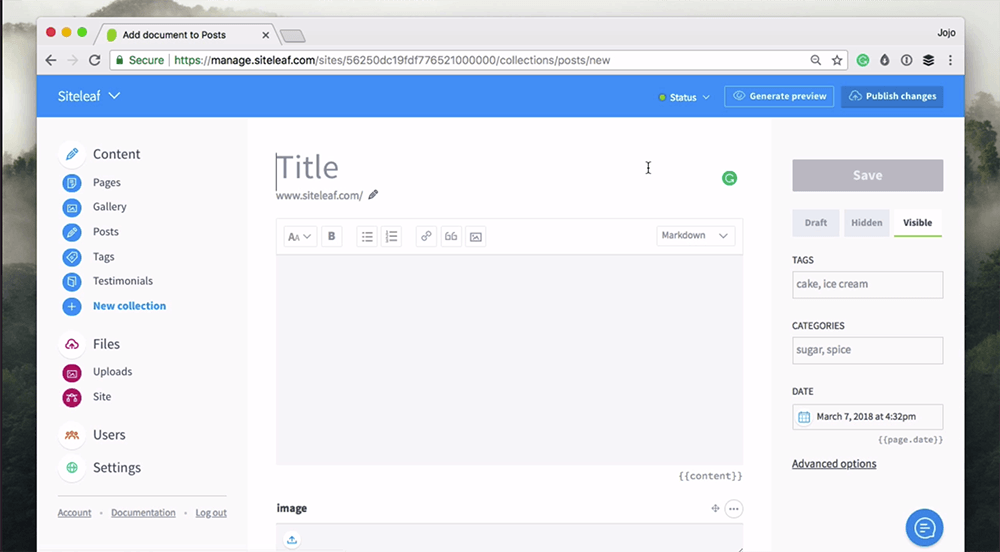 Add document to Posts
Jojo
Secure https://manage.siteleaf.com/sites/56250dc19fdf776521000000/collections/posts/new
Siteleaf
Status
Generate preview
Publish changes
Content
Pages
Gallery
Posts
Tags
Testimonials
New collection
Files
Uploads
Site
Users
Settings
Account • Documentation • Log out
Title
www.siteleaf.com/
AA
B
Markdown
{{content}}
image
Save
Draft Hidden Visible
TAGS
cake, ice cream
CATEGORIES
sugar, spice
DATE
March 7, 2018 at 4:32pm
{{page.date}}
Advanced options